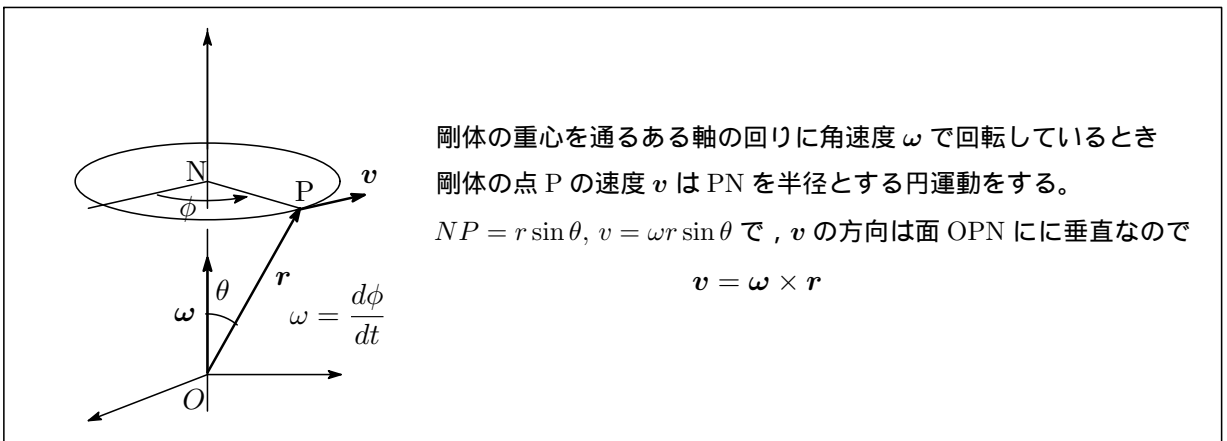 N
P
v
ϕ
θ
r
ω
ω = dϕ/dt
O
剛体の重心を通るある軸の回りに角速度 ω で回転しているとき
剛体の点 P の速度 v は PN を半径とする円運動をする。
NP = r sin θ, v = ωr sin θ で , v の方向は面 OPN にに垂直なので
v = ω × r